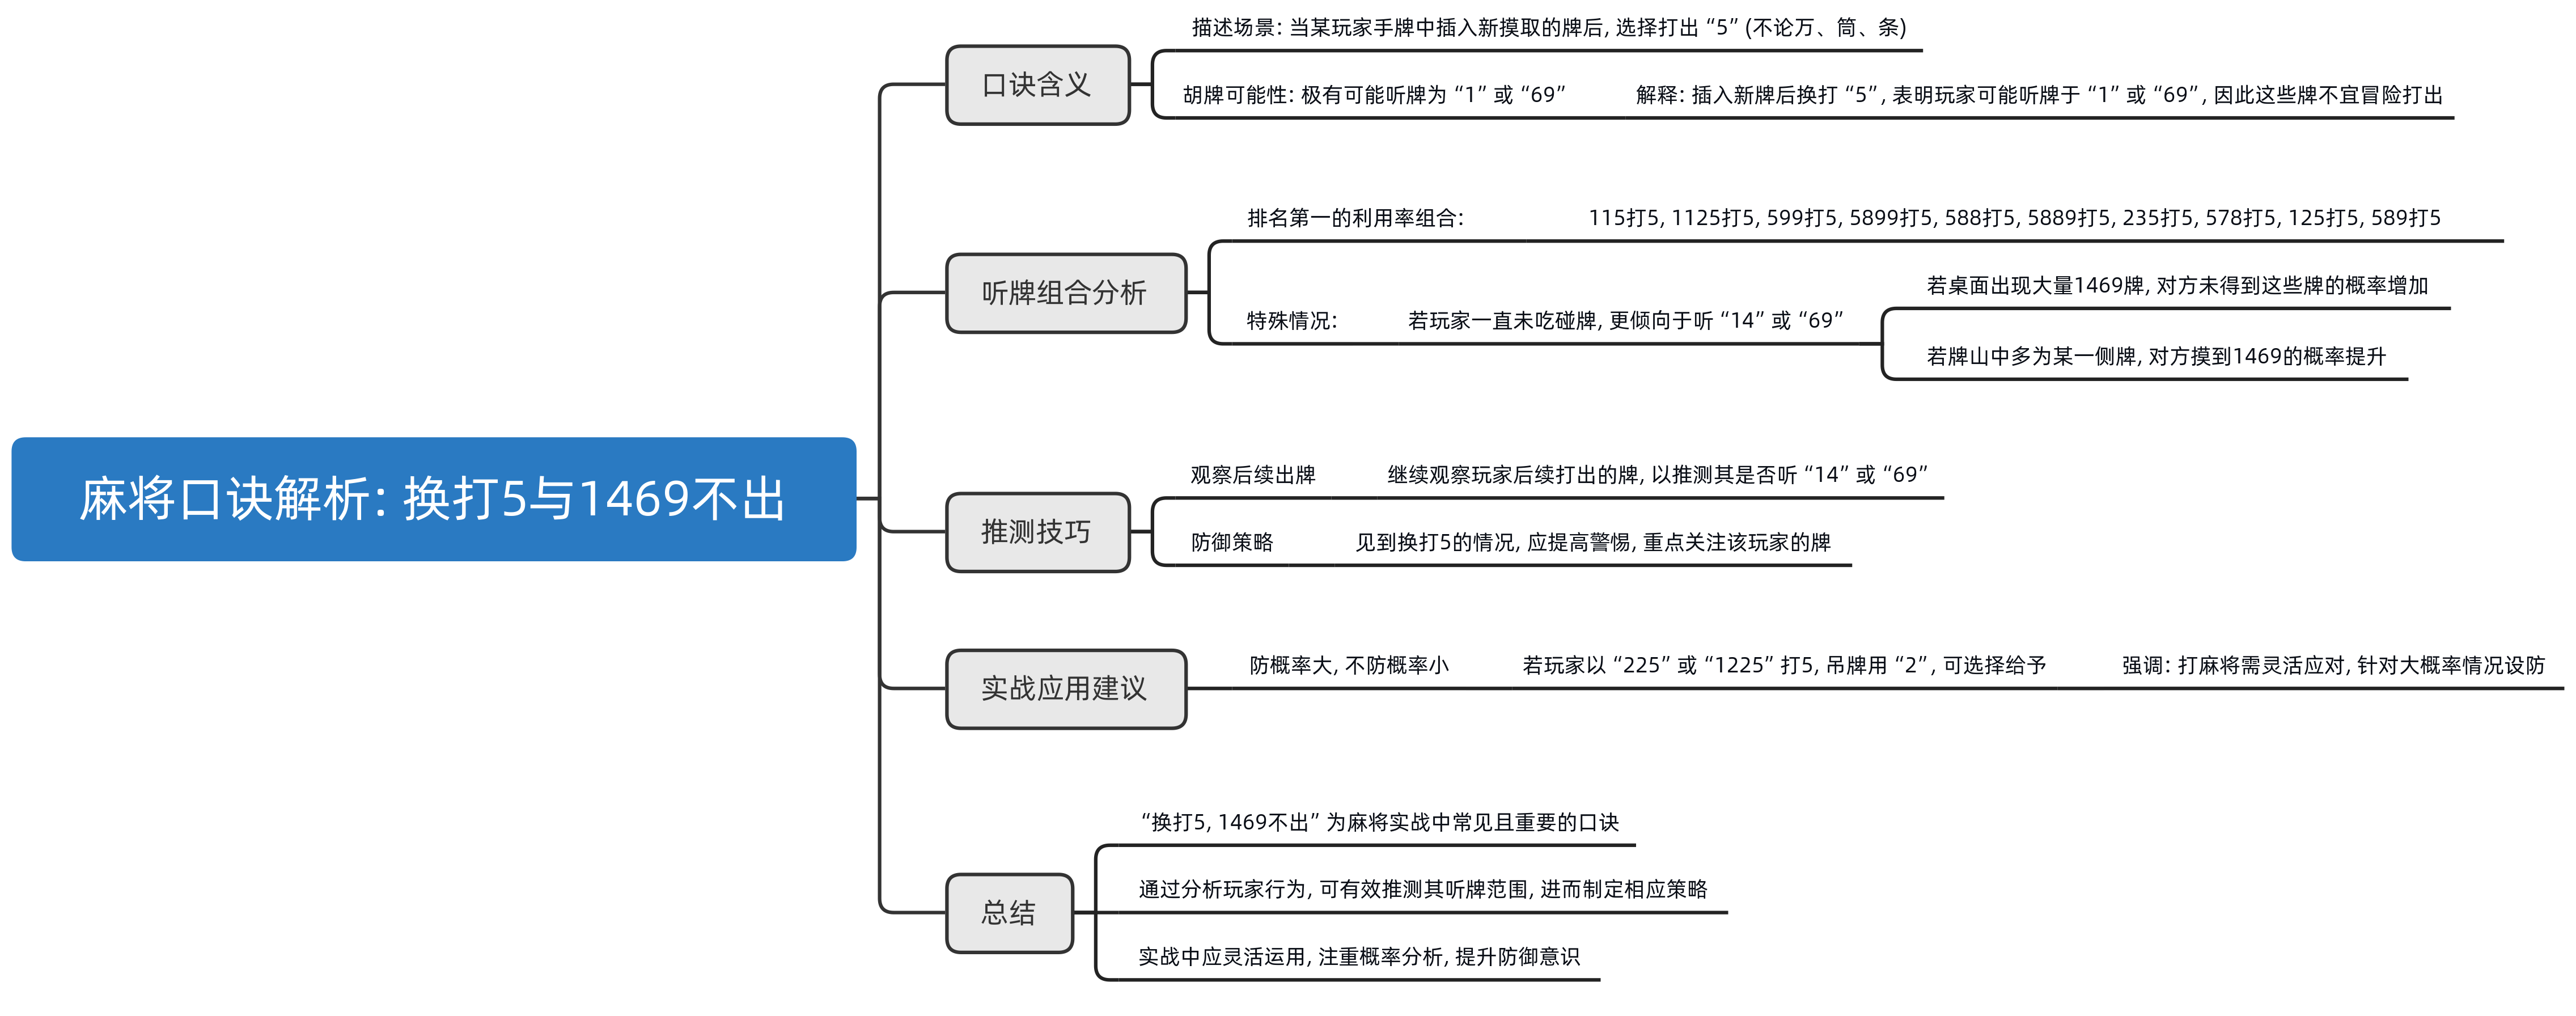 麻将口诀解析: 换打5与1469不出
口诀含义
描述场景: 当某玩家手牌中插入新摸取的牌后, 选择打出 “5” (不论万、筒、条)
胡牌可能性: 极有可能听牌为 “1” 或 “69”
解释: 插入新牌后换打 “5”, 表明玩家可能听牌于 “1” 或 “69”, 因此这些牌不宜冒险打出
听牌组合分析
排名第一的利用率组合:
115打5, 1125打5, 599打5, 5899打5, 588打5, 5889打5, 235打5, 578打5, 125打5, 589打5
特殊情况:
若玩家一直未吃碰牌, 更倾向于听 “14” 或 “69”
若桌面出现大量1469牌, 对方未得到这些牌的概率增加
若牌山中多为某一侧牌, 对方摸到1469的概率提升
推测技巧
观察后续出牌
继续观察玩家后续打出的牌, 以推测其是否听 “14” 或 “69”
防御策略
见到换打5的情况, 应提高警惕, 重点关注该玩家的牌
实战应用建议
防概率大, 不防概率小
若玩家以 “225” 或 “1225” 打5, 吊牌用 “2”, 可选择给予
强调: 打麻将需灵活应对, 针对大概率情况设防
总结
“换打5, 1469不出” 为麻将实战中常见且重要的口诀
通过分析玩家行为, 可有效推测其听牌范围, 进而制定相应策略
实战中应灵活运用, 注重概率分析, 提升防御意识